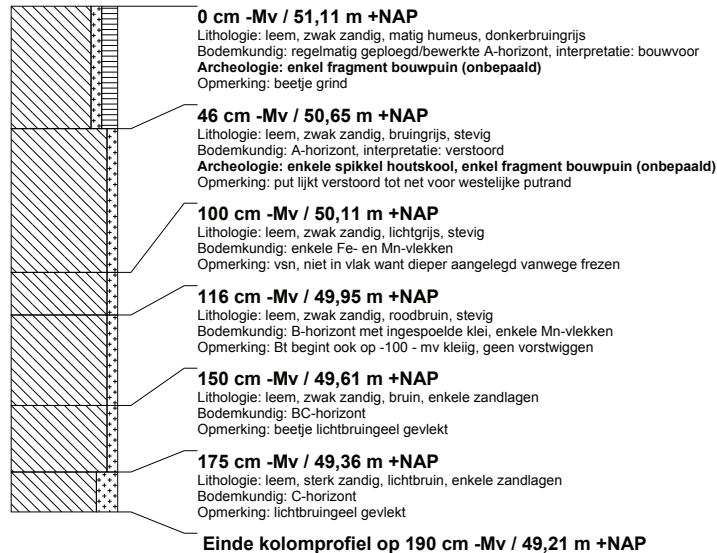 0 cm -Mv / 51,11 m +NAP
Lithologie: leem, zwak zandig, matig humeus, donkerbruingrijs
Bodemkundig: regelmatig geploegd/bewerkte A-horizont, interpretatie: bouwvoor
Archeologie: enkel fragment bouwpuin (onbepaald)
Opmerking: beetje grind
46 cm -Mv / 50,65 m +NAP
Lithologie: leem, zwak zandig, bruingrijs, stevig
Bodemkundig: A-horizont, interpretatie: verstoord
Archeologie: enkele spikkel houtskool, enkel fragment bouwpuin (onbepaald)
Opmerking: put lijkt verstoord tot net voor westelijke putrand
100 cm -Mv / 50,11 m +NAP
Lithologie: leem, zwak zandig, lichtgrijs, stevig
Bodemkundig: enkele Fe- en Mn-vlekken
Opmerking: vsn, niet in vlak want dieper aangelegd vanwege frezen
116 cm -Mv / 49,95 m +NAP
Lithologie: leem, zwak zandig, roodbruin, stevig
Bodemkundig: B-horizont met ingespoelde klei, enkele Mn-vlekken
Opmerking: Bt begint ook op -100 - mv kleiig, geen vorstwiggen
150 cm -Mv / 49,61 m +NAP
Lithologie: leem, zwak zandig, bruin, enkele zandlagen
Bodemkundig: BC-horizont
Opmerking: beetje lichtbruingeel gevlekt
175 cm -Mv / 49,36 m +NAP
Lithologie: leem, sterk zandig, lichtbruin, enkele zandlagen
Bodemkundig: C-horizont
Opmerking: lichtbruingeel gevlekt
Einde kolomprofiel op 190 cm -Mv / 49,21 m +NAP